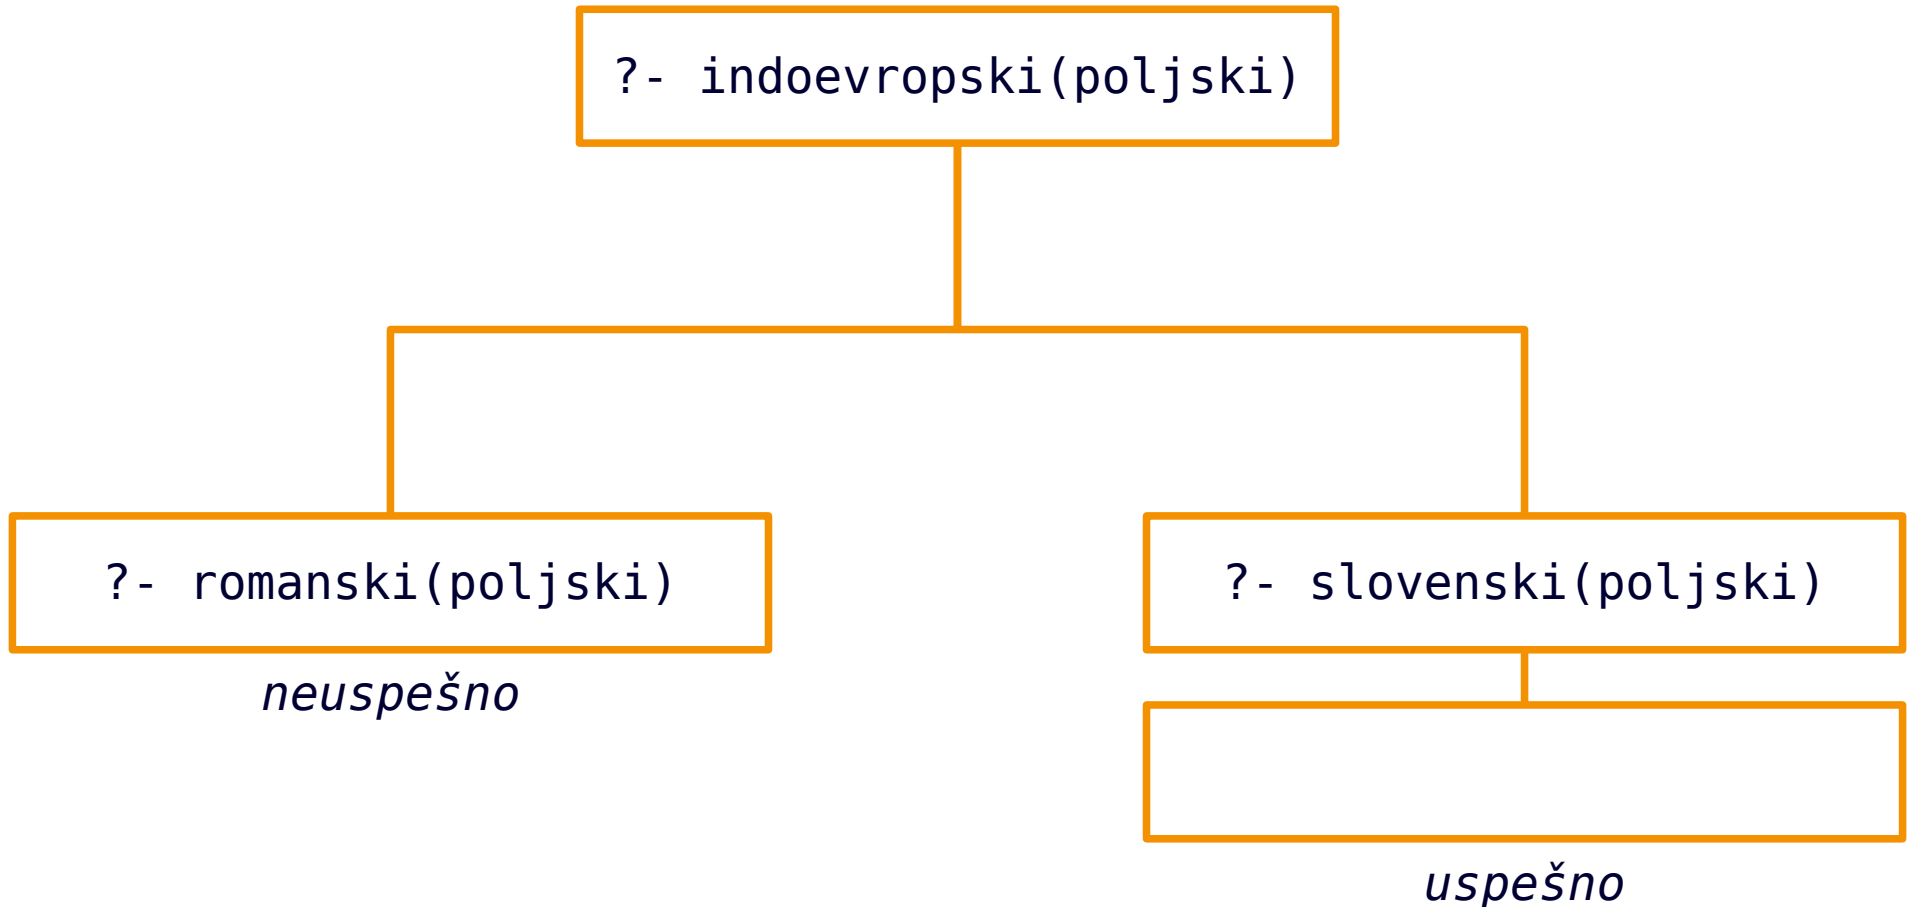 ?- indoevropski(poljski)
?- romanski(poljski)
?- slovenski(poljski)
neuspešno
uspešno